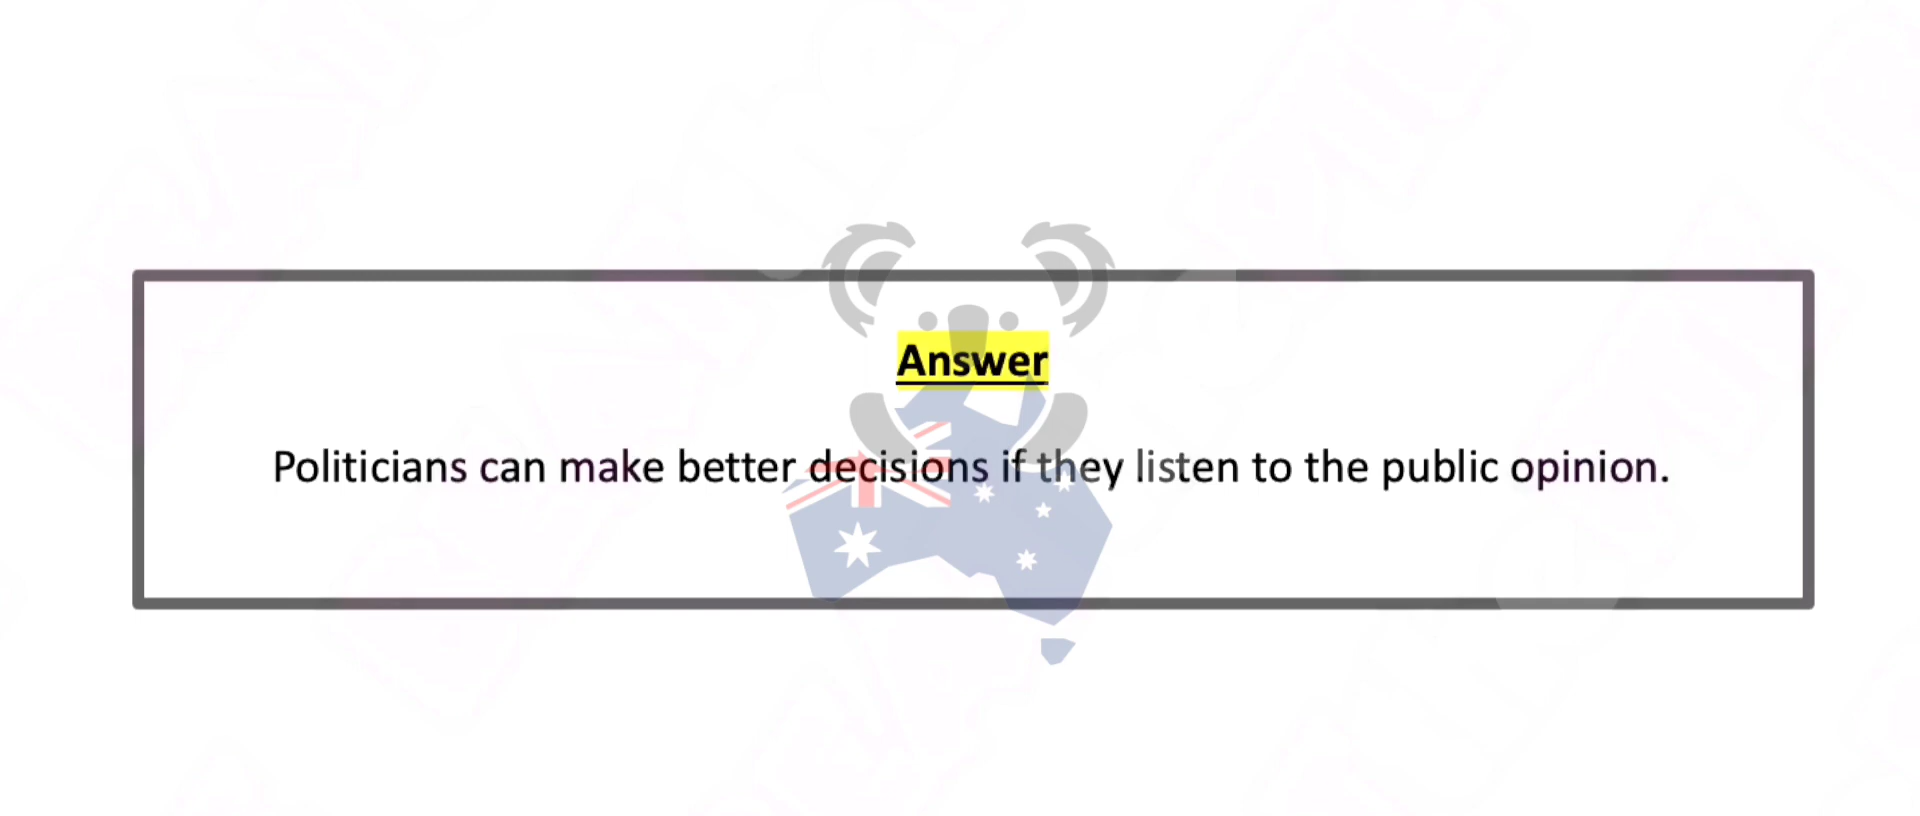 Answer
Politicians can make better decisions if they listen to the public opinion.